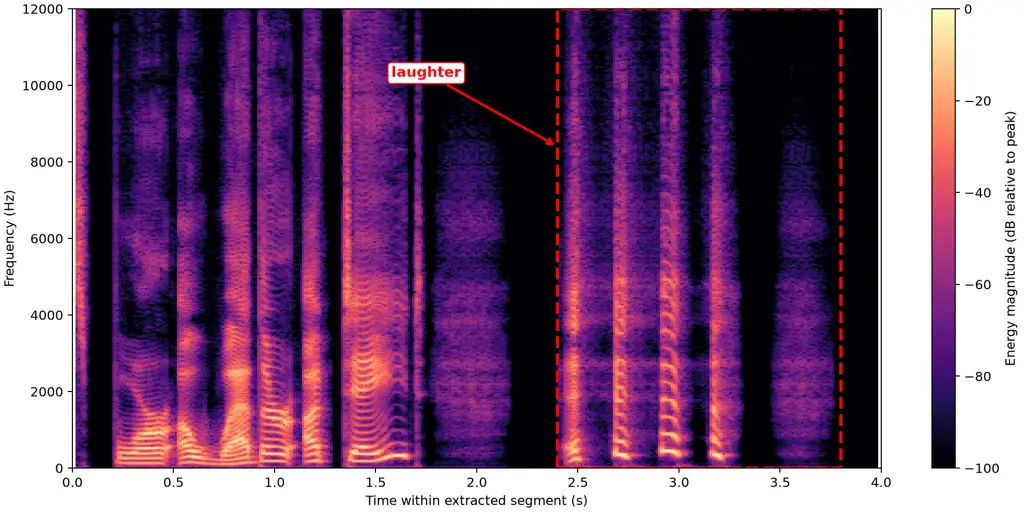 12000
10000
8000
6000
4000
2000
0
Frequency (Hz)
laughter
0.0 0.5 1.0 1.5 2.0 2.5 3.0 3.5 4.0
Time within extracted segment (s)
0
−20
−40
−60
−80
−100
Energy magnitude (dB relative to peak)